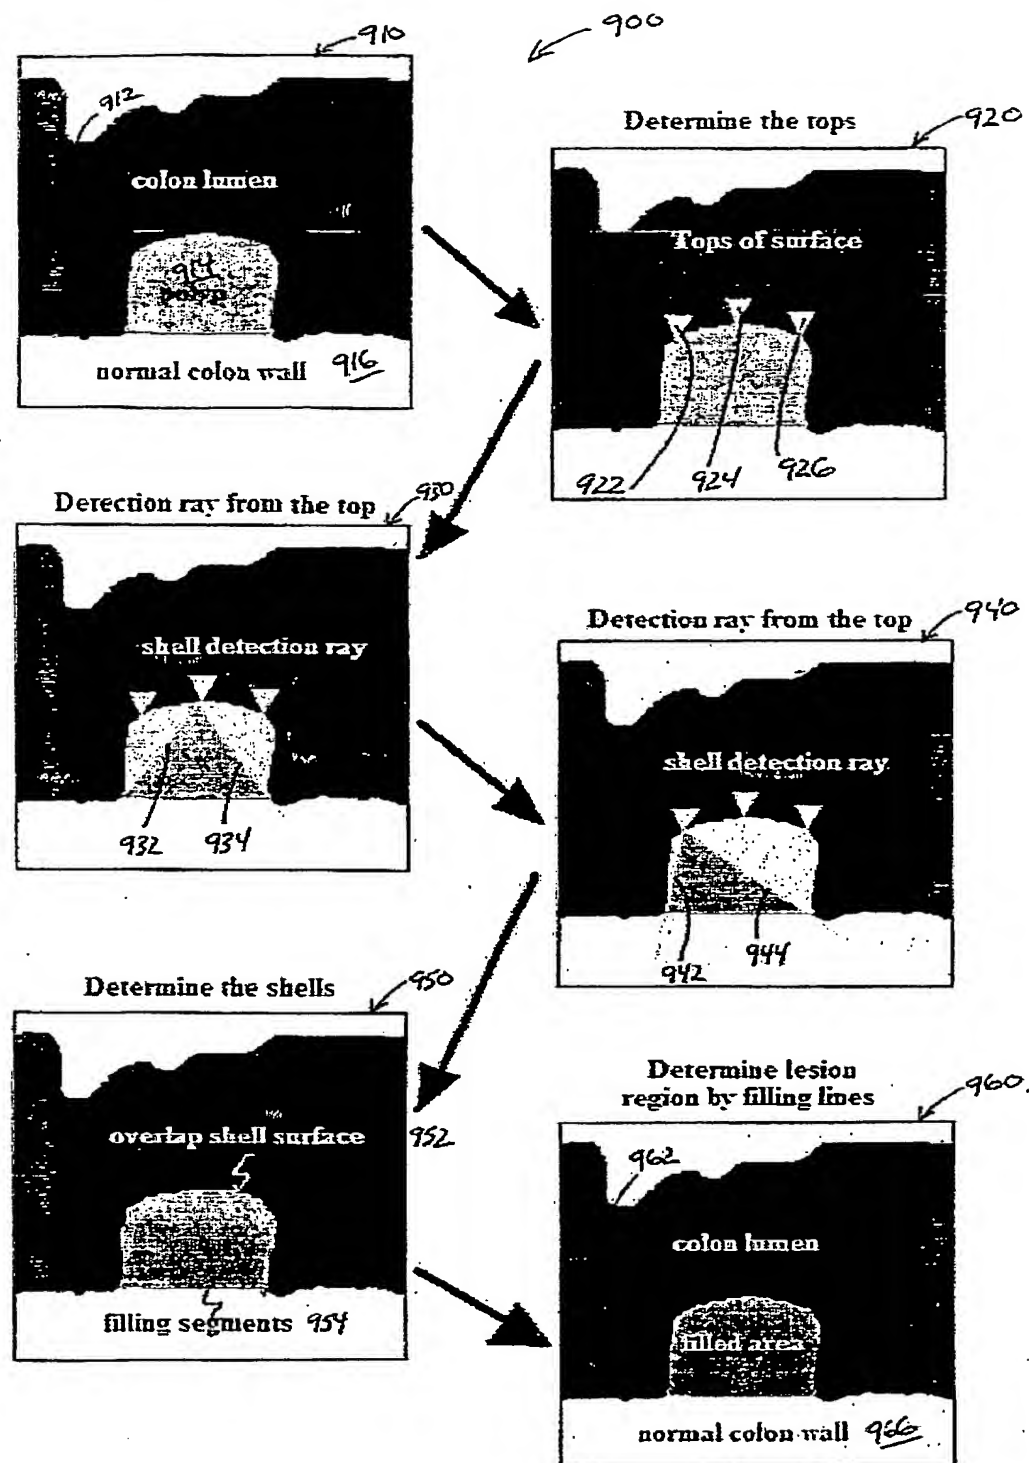 900
910
912
colon lumen
914
polyp
normal colon wall 916
Determine the tops
920
Tops of surface
922 924 926
Detection ray from the top
930
shell detection ray
932 934
Detection ray from the top
940
shell detection ray
942 944
Determine the shells
950
overlap shell surface
952
filling segments 954
Determine lesion
region by filling lines
960
962
colon lumen
filled area
normal colon wall 966